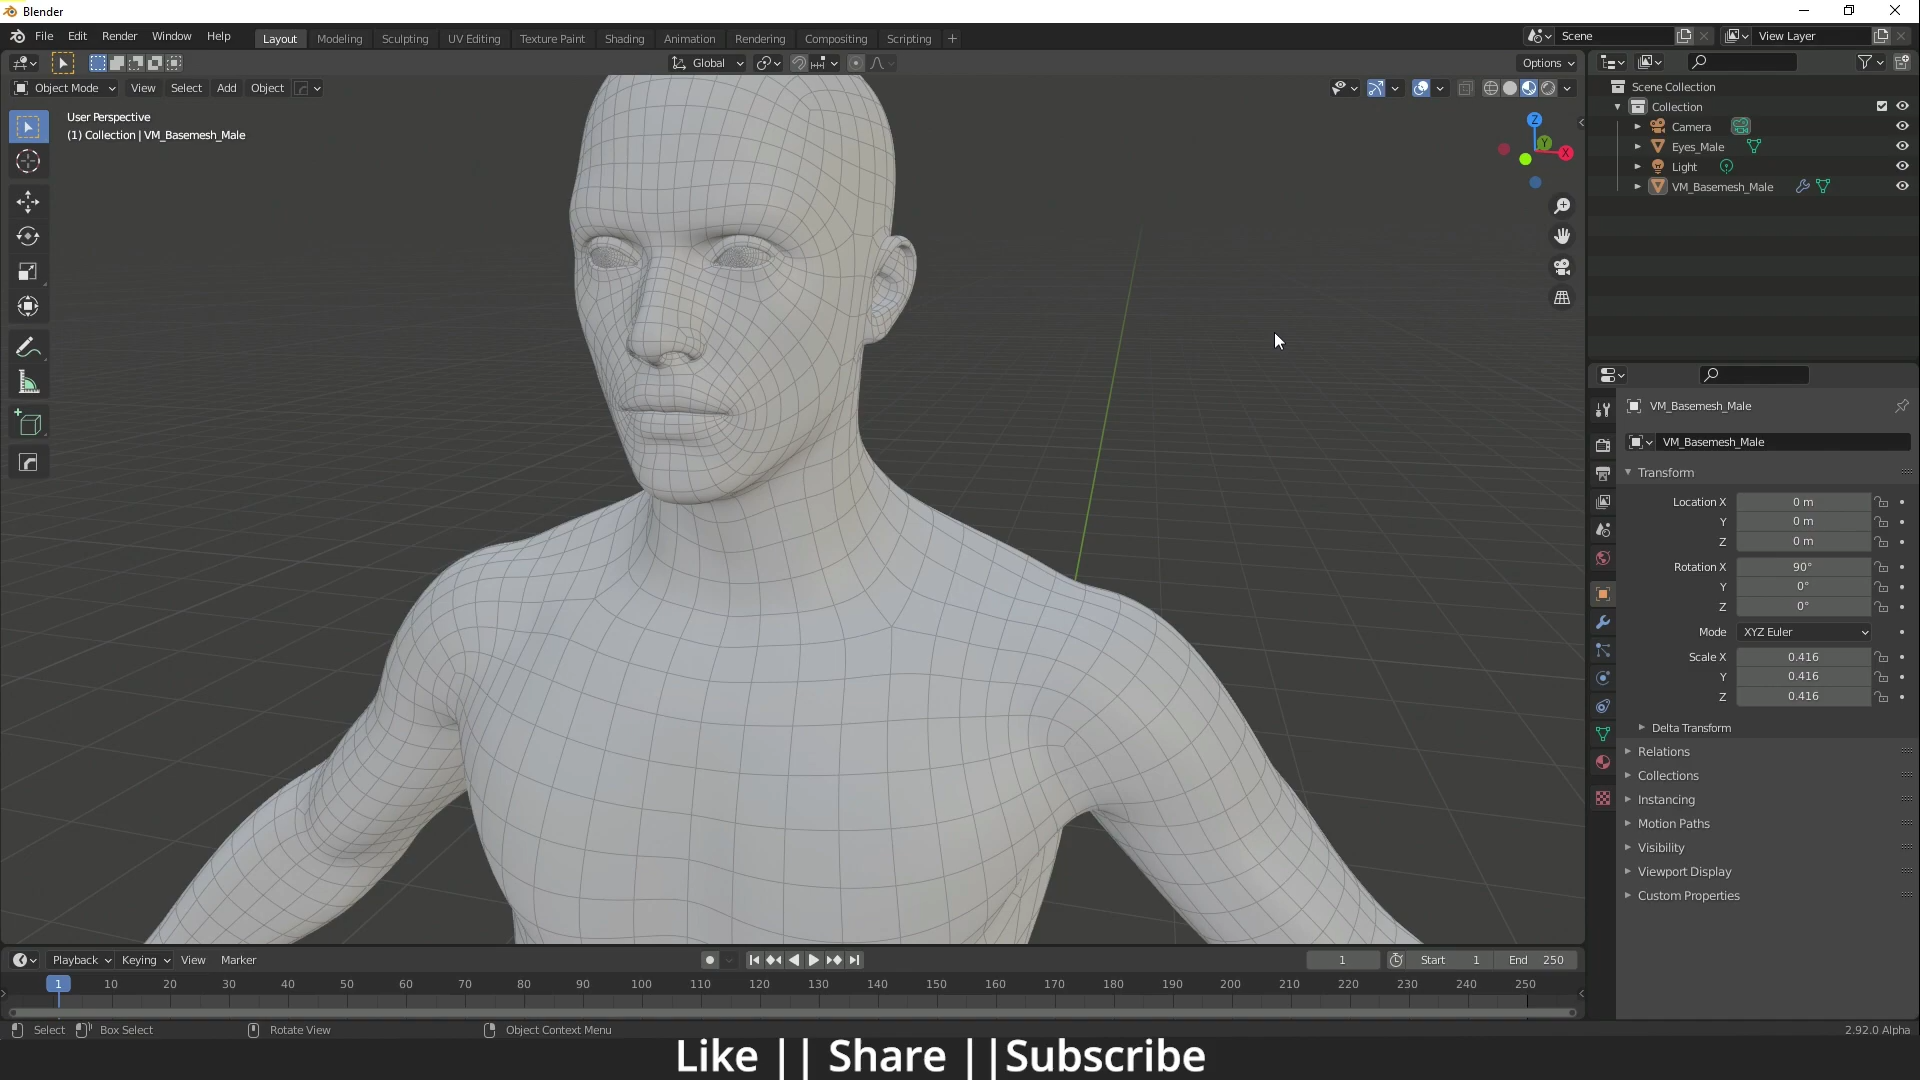 Blender
File Edit Render Window Help
Layout Modeling Sculpting UV Editing Texture Paint Shading Animation Rendering Compositing Scripting +
Scene
View Layer
Global
Options
Object Mode View Select Add Object
User Perspective
(1) Collection | VM_Basemesh_Male
Z
Y
X
Scene Collection
Collection
Camera
Eyes_Male
Light
VM_Basemesh_Male
VM_Basemesh_Male
VM_Basemesh_Male
Transform
Location X 0 m
Y 0 m
Z 0 m
Rotation X 90°
Y 0°
Z 0°
Mode XYZ Euler
Scale X 0.416
Y 0.416
Z 0.416
Delta Transform
Relations
Collections
Instancing
Motion Paths
Visibility
Viewport Display
Custom Properties
Playback Keying View Marker
1 Start 1 End 250
1 10 20 30 40 50 60 70 80 90 100 110 120 130 140 150 160 170 180 190 200 210 220 230 240 250
Select Box Select Rotate View Object Context Menu
2.92.0 Alpha
Like || Share ||Subscribe